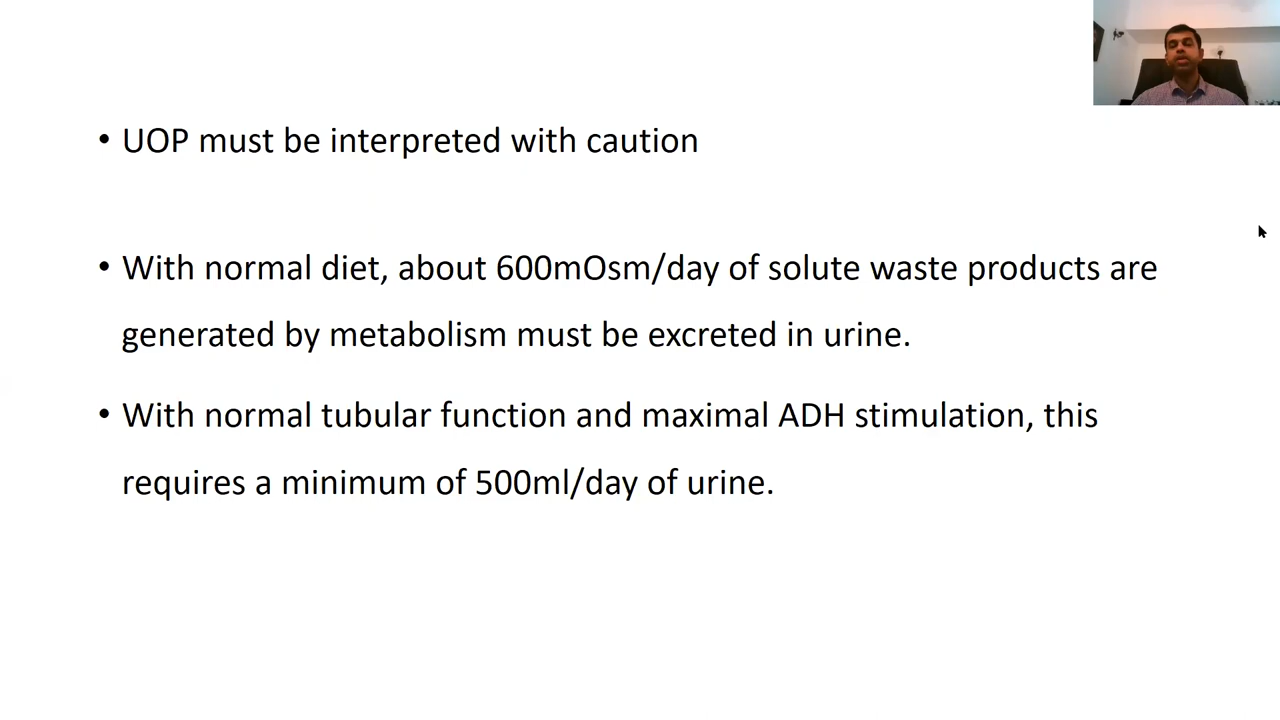 • UOP must be interpreted with caution
• With normal diet, about 600mOsm/day of solute waste products are
generated by metabolism must be excreted in urine.
• With normal tubular function and maximal ADH stimulation, this
requires a minimum of 500ml/day of urine.